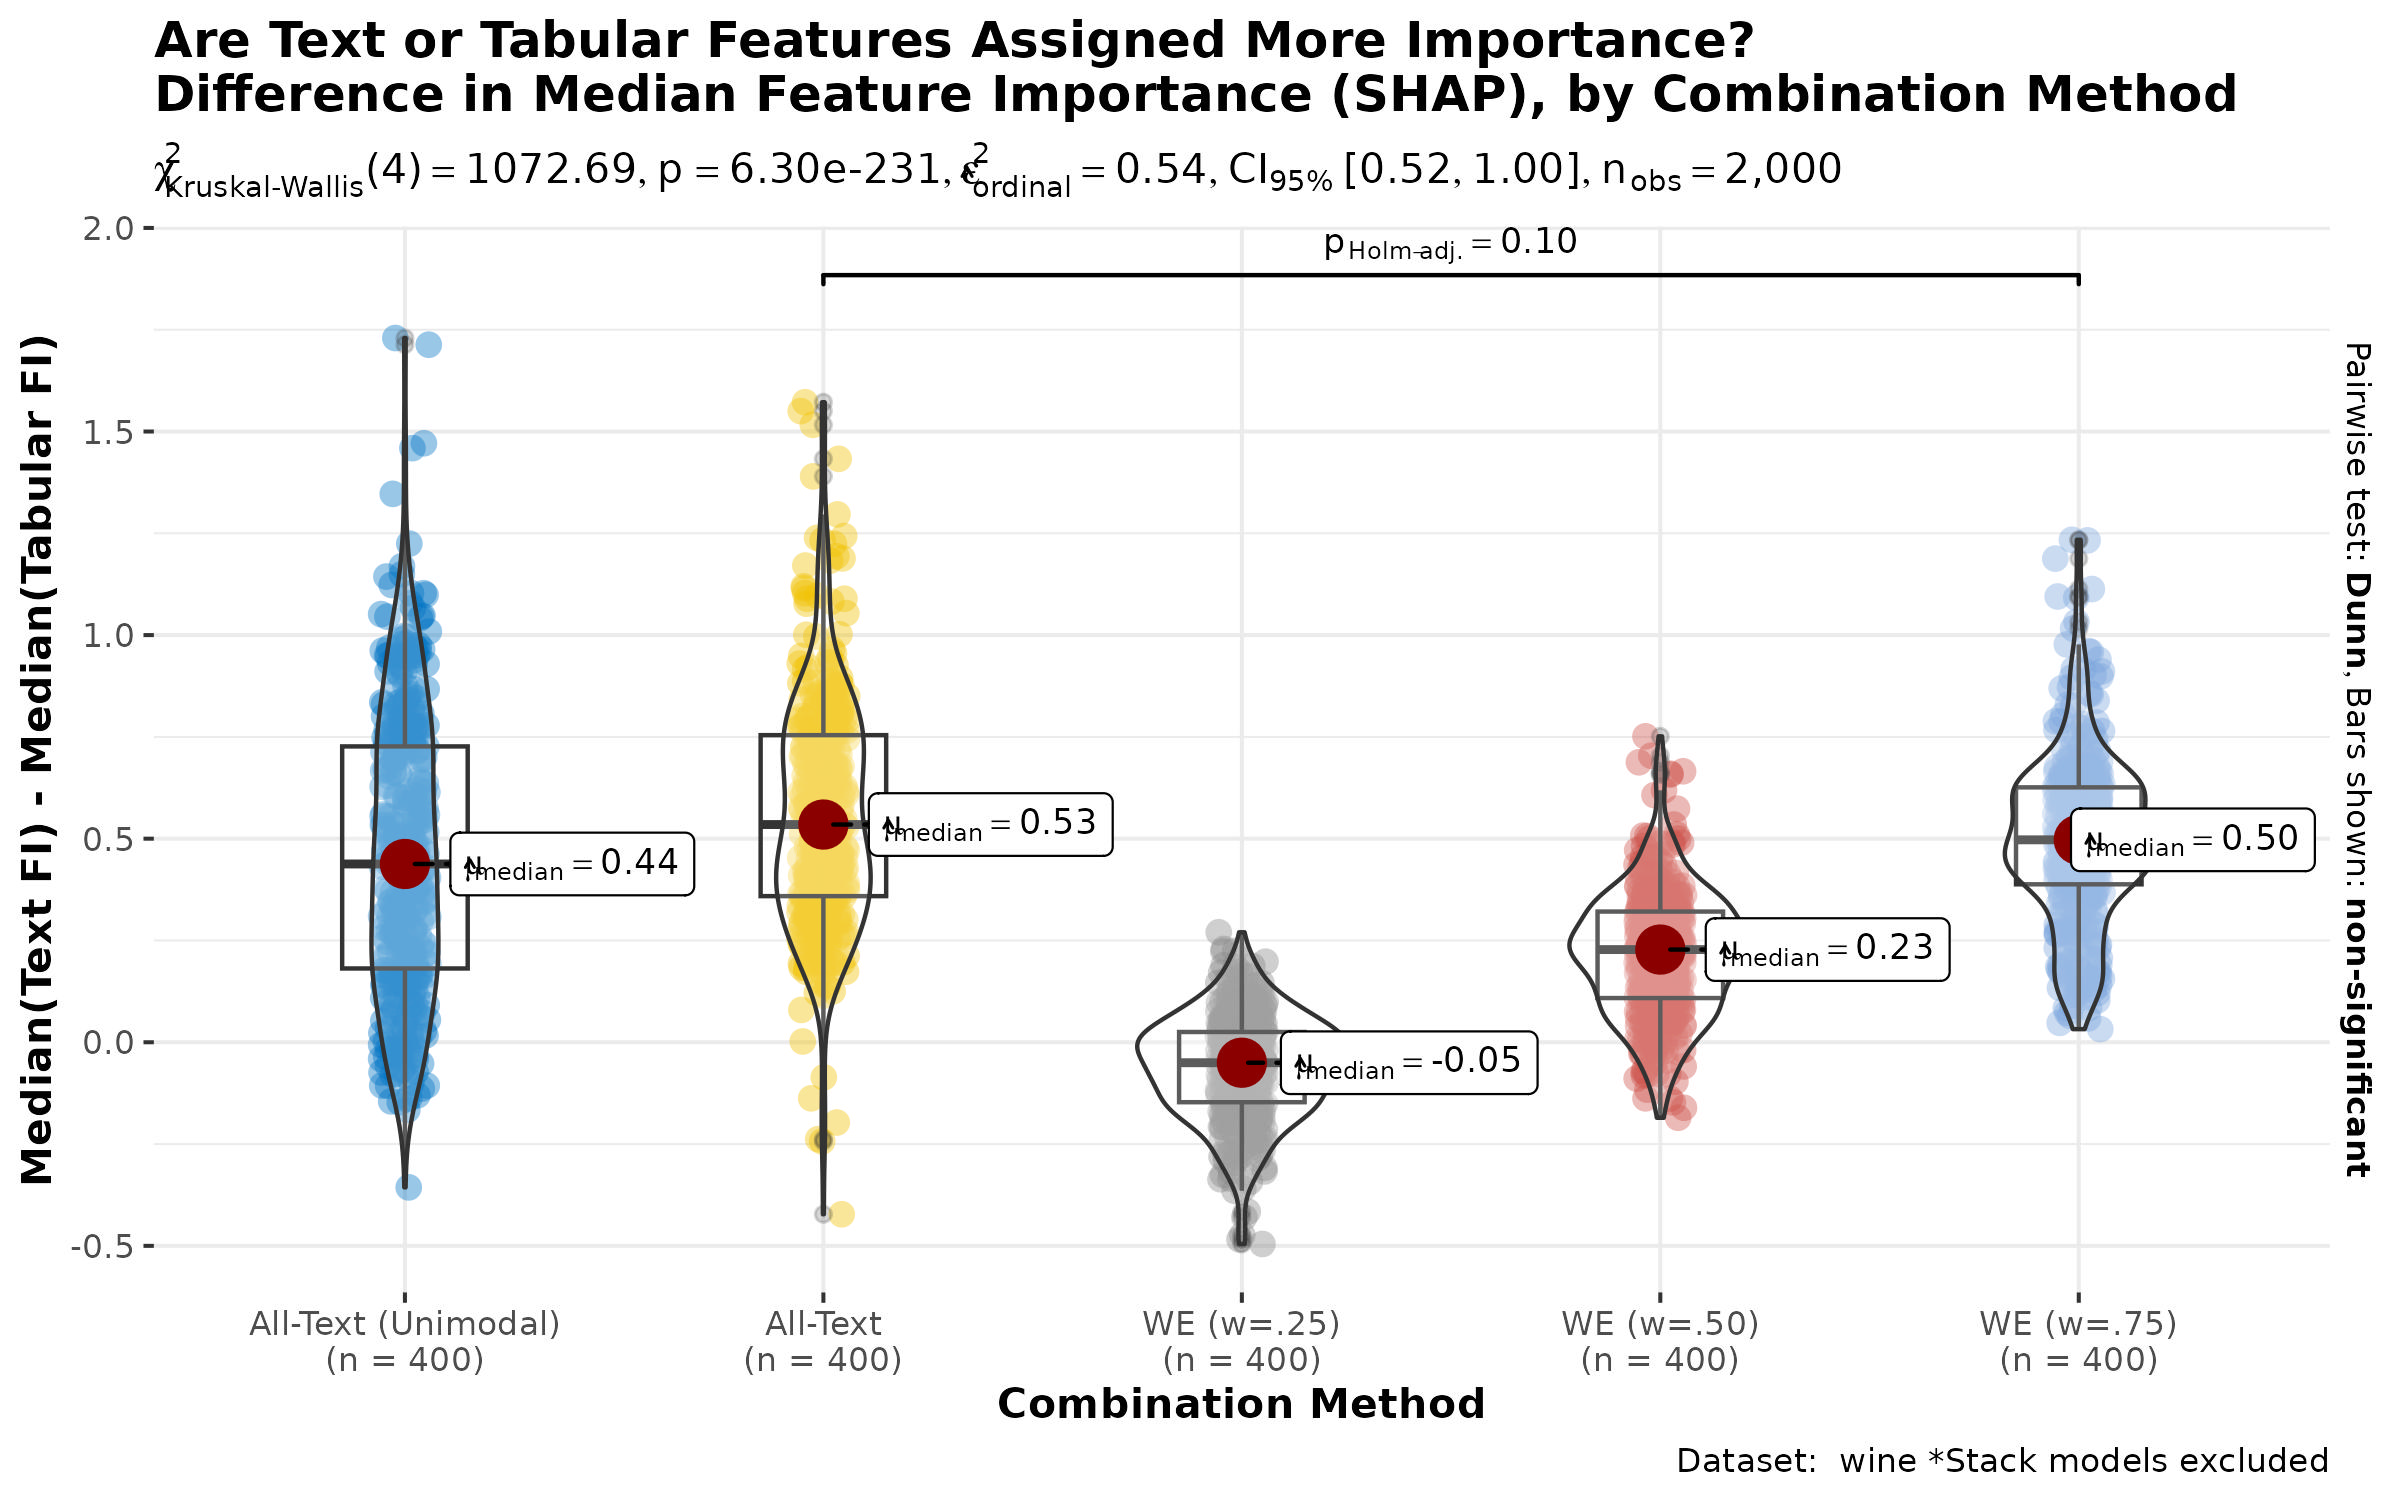 Are Text or Tabular Features Assigned More Importance?
Difference in Median Feature Importance (SHAP), by Combination Method
χ²Kruskal-Wallis(4) = 1072.69, p = 6.30e-231, ε²ordinal = 0.54, CI95% [0.52, 1.00], nobs = 2,000
pHolm-adj. = 0.10
Median(Text FI) - Median(Tabular FI)
2.0
1.5
1.0
0.5
0.0
-0.5
μ̂median = 0.44
μ̂median = 0.53
μ̂median = -0.05
μ̂median = 0.23
μ̂median = 0.50
Pairwise test: Dunn, Bars shown: non-significant
All-Text (Unimodal)
(n = 400)
All-Text
(n = 400)
WE (w=.25)
(n = 400)
WE (w=.50)
(n = 400)
WE (w=.75)
(n = 400)
Combination Method
Dataset:  wine *Stack models excluded